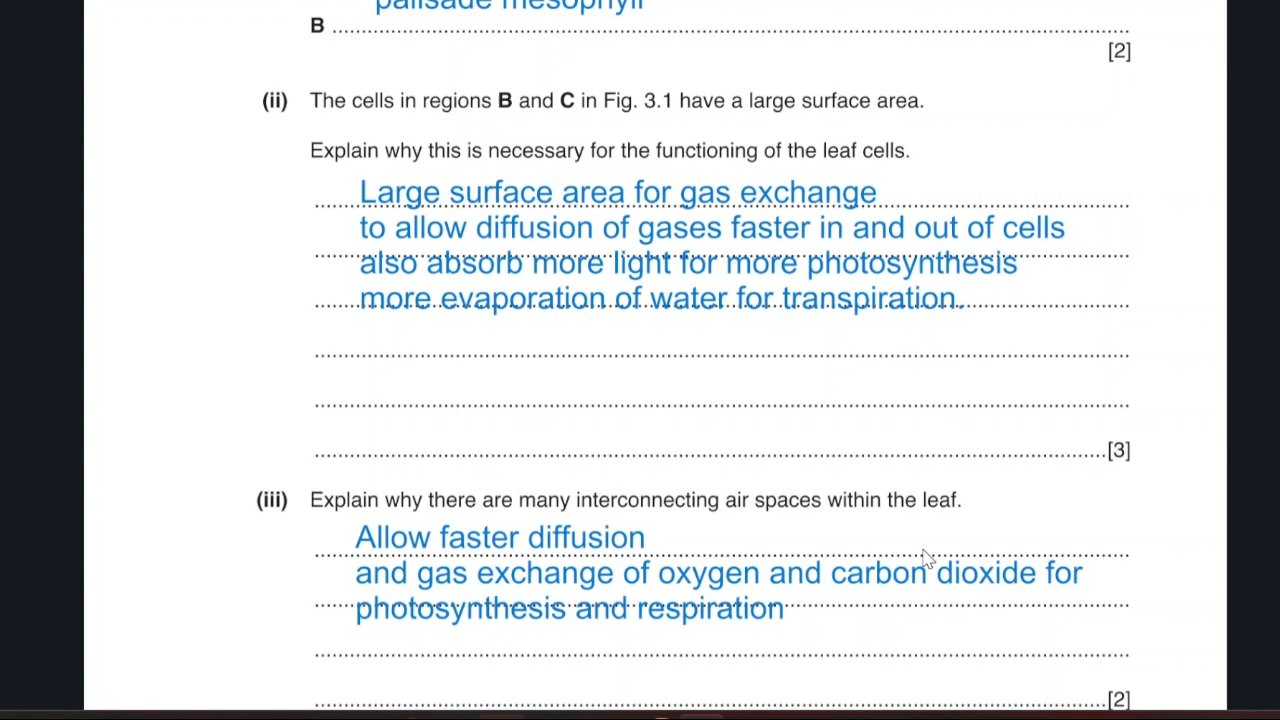 palisade mesophyll
B ........................................................................
[2]
(ii) The cells in regions B and C in Fig. 3.1 have a large surface area.
Explain why this is necessary for the functioning of the leaf cells.
Large surface area for gas exchange
to allow diffusion of gases faster in and out of cells
also absorb more light for more photosynthesis
more evaporation of water for transpiration.
[3]
(iii) Explain why there are many interconnecting air spaces within the leaf.
Allow faster diffusion
and gas exchange of oxygen and carbon dioxide for
photosynthesis and respiration
[2]